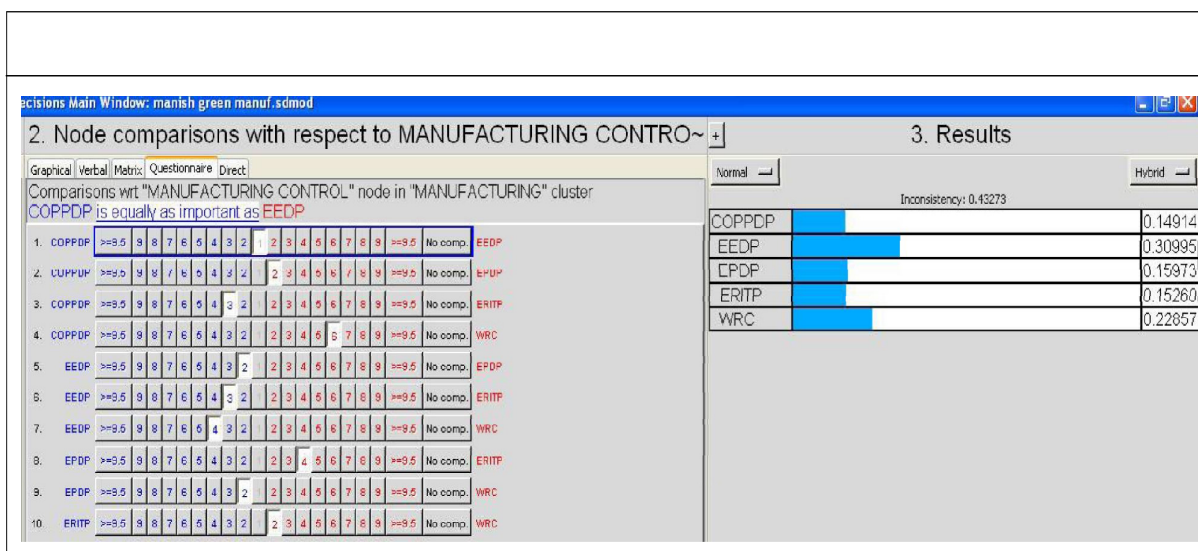 ecisions Main Window: manish green manuf.sdmod
2. Node comparisons with respect to MANUFACTURING CONTRO~
+
3. Results
Graphical Verbal Matrix Questionnaire Direct
Normal
Hybrid
Comparisons wrt "MANUFACTURING CONTROL" node in "MANUFACTURING" cluster
COPPDP is equally as important as EEDP
Inconsistency: 0.43273
1. COPPDP >=9.5 9 8 7 6 5 4 3 2 1 2 3 4 5 6 7 8 9 >=9.5 No comp. EEDP
2. COPPDP >=9.5 9 8 7 6 5 4 3 2 1 2 3 4 5 6 7 8 9 >=9.5 No comp. EPDP
3. COPPDP >=9.5 9 8 7 6 5 4 3 2 1 2 3 4 5 6 7 8 9 >=9.5 No comp. ERITP
4. COPPDP >=9.5 9 8 7 6 5 4 3 2 1 2 3 4 5 6 7 8 9 >=9.5 No comp. WRC
5. EEDP >=9.5 9 8 7 6 5 4 3 2 1 2 3 4 5 6 7 8 9 >=9.5 No comp. EPDP
6. EEDP >=9.5 9 8 7 6 5 4 3 2 1 2 3 4 5 6 7 8 9 >=9.5 No comp. ERITP
7. EEDP >=9.5 9 8 7 6 5 4 3 2 1 2 3 4 5 6 7 8 9 >=9.5 No comp. WRC
8. EPDP >=9.5 9 8 7 6 5 4 3 2 1 2 3 4 5 6 7 8 9 >=9.5 No comp. ERITP
9. EPDP >=9.5 9 8 7 6 5 4 3 2 1 2 3 4 5 6 7 8 9 >=9.5 No comp. WRC
10. ERITP >=9.5 9 8 7 6 5 4 3 2 1 2 3 4 5 6 7 8 9 >=9.5 No comp. WRC
COPPDP 0.14914
EEDP 0.30995
EPDP 0.15973
ERITP 0.15260
WRC 0.22857